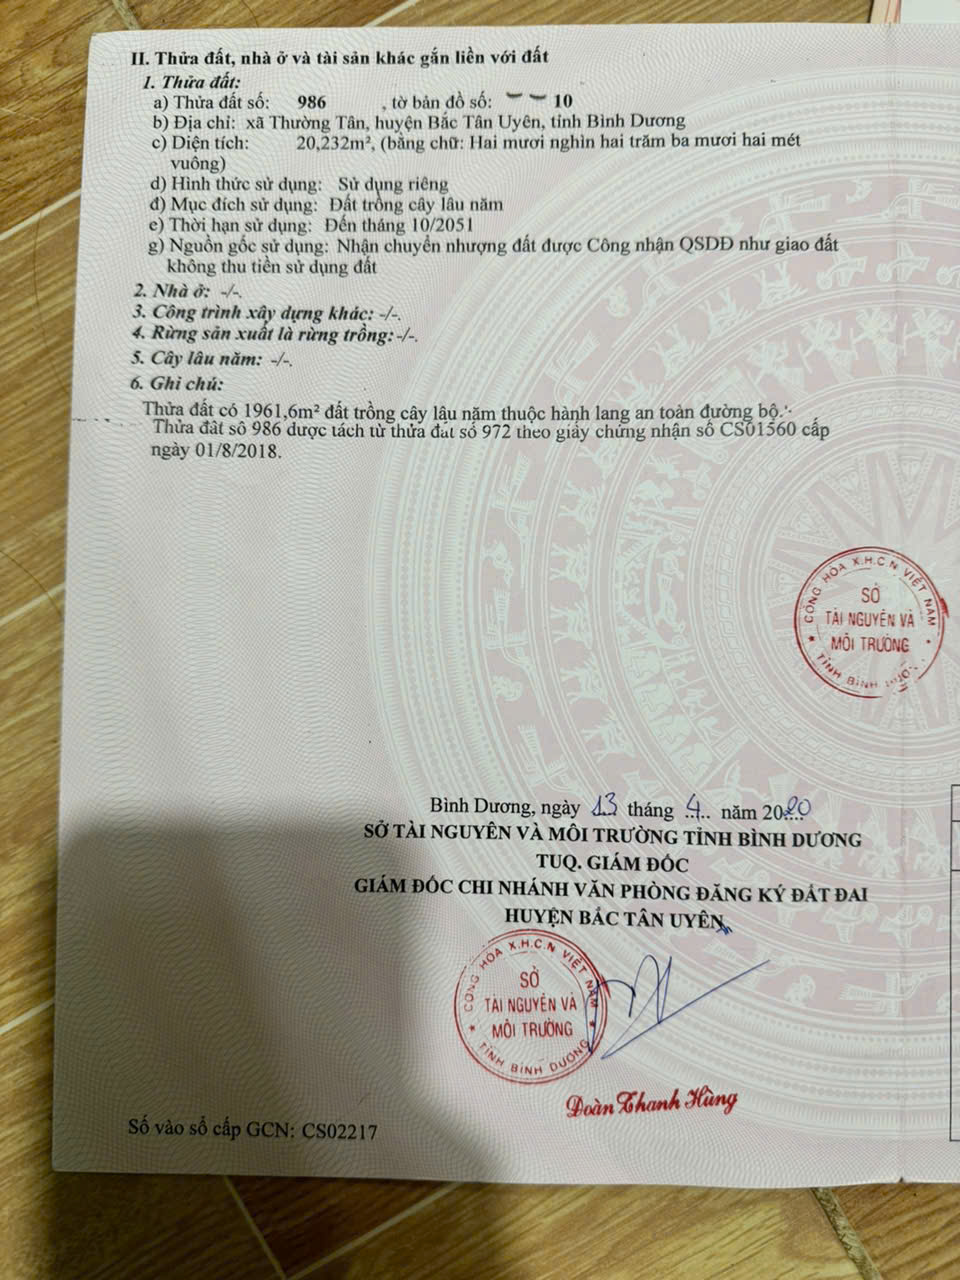 II. Thửa đất, nhà ở và tài sản khác gắn liền với đất
1. Thửa đất:
a) Thửa đất số: 986 , tờ bản đồ số: 10
b) Địa chỉ: xã Thường Tân, huyện Bắc Tân Uyên, tỉnh Bình Dương
c) Diện tích: 20,232m², (bằng chữ: Hai mươi nghìn hai trăm ba mươi hai mét
vuông)
d) Hình thức sử dụng: Sử dụng riêng
đ) Mục đích sử dụng: Đất trồng cây lâu năm
e) Thời hạn sử dụng: Đến tháng 10/2051
g) Nguồn gốc sử dụng: Nhận chuyển nhượng đất được Công nhận QSDĐ như giao đất
không thu tiền sử dụng đất
2. Nhà ở: -/-.
3. Công trình xây dựng khác: -/-.
4. Rừng sản xuất là rừng trồng: -/-.
5. Cây lâu năm: -/-.
6. Ghi chú:
Thửa đất có 1961,6m² đất trồng cây lâu năm thuộc hành lang an toàn đường bộ.
Thửa đất số 986 được tách từ thửa đất số 972 theo giấy chứng nhận số CS01560 cấp
ngày 01/8/2018.
CỘNG HÒA X.H.C.N VIỆT NAM
SỞ
TÀI NGUYÊN VÀ
MÔI TRƯỜNG
TỈNH BÌNH DƯƠNG
Bình Dương, ngày 13 tháng 4 năm 2020
SỞ TÀI NGUYÊN VÀ MÔI TRƯỜNG TỈNH BÌNH DƯƠNG
TUQ. GIÁM ĐỐC
GIÁM ĐỐC CHI NHÁNH VĂN PHÒNG ĐĂNG KÝ ĐẤT ĐAI
HUYỆN BẮC TÂN UYÊN
CỘNG HÒA X.H.C.N VIỆT NAM
SỞ
TÀI NGUYÊN VÀ
MÔI TRƯỜNG
TỈNH BÌNH DƯƠNG
Đoàn Thanh Hùng
Số vào sổ cấp GCN: CS02217